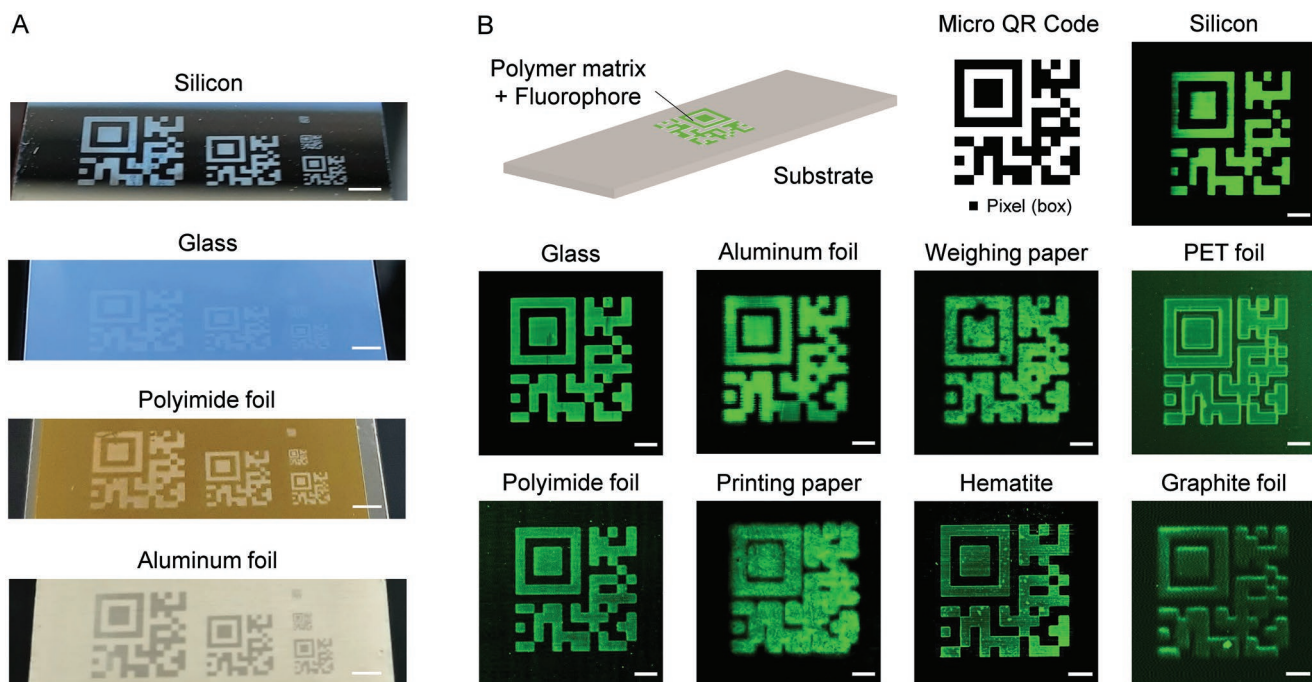 A
Silicon
Glass
Polyimide foil
Aluminum foil
B
Polymer matrix
+ Fluorophore
Substrate
Micro QR Code
Pixel (box)
Silicon
Glass
Aluminum foil
Weighing paper
PET foil
Polyimide foil
Printing paper
Hematite
Graphite foil